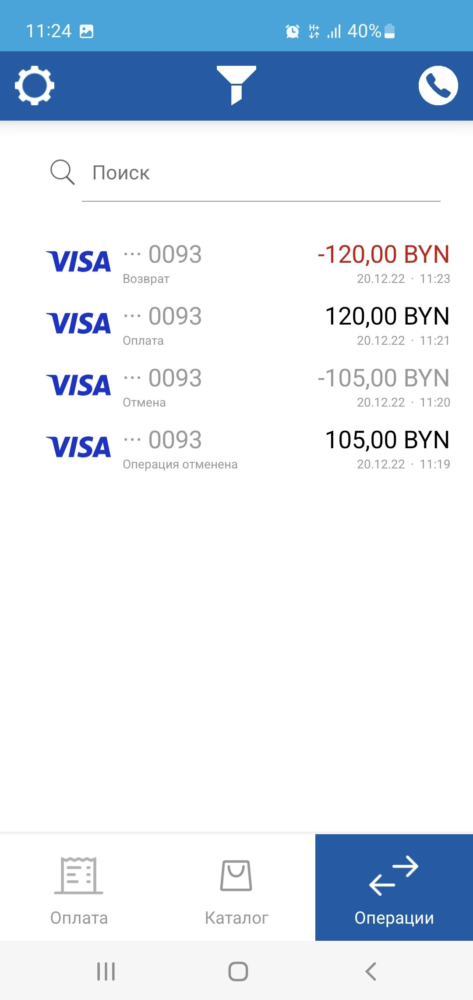 11:24 H+ 40%
Поиск
VISA ··· 0093 -120,00 BYN
Возврат 20.12.22 · 11:23
VISA ··· 0093 120,00 BYN
Оплата 20.12.22 · 11:21
VISA ··· 0093 -105,00 BYN
Отмена 20.12.22 · 11:20
VISA ··· 0093 105,00 BYN
Операция отменена 20.12.22 · 11:19
Оплата Каталог Операции